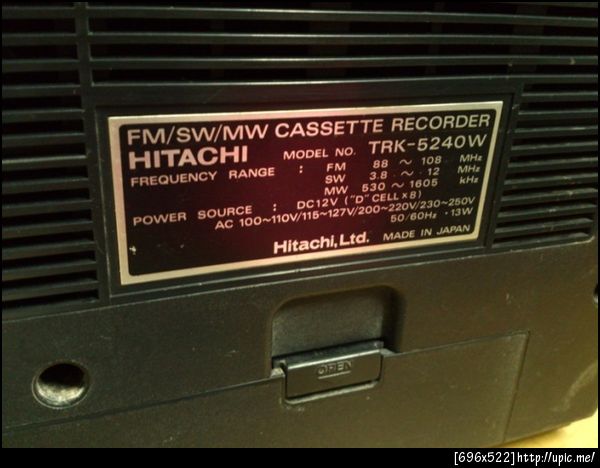 FM/SW/MW CASSETTE RECORDER
HITACHI MODEL NO. TRK-5240W
FREQUENCY RANGE : FM 88 ~ 108 MHz
SW 3.8 ~ 12 MHz
MW 530 ~ 1605 kHz
POWER SOURCE : DC12V ("D" CELL×8)
AC 100~110V/115~127V/200~220V/230~250V
50/60Hz · 13W
Hitachi, Ltd. MADE IN JAPAN
OPEN
[696x522]http://upic.me/